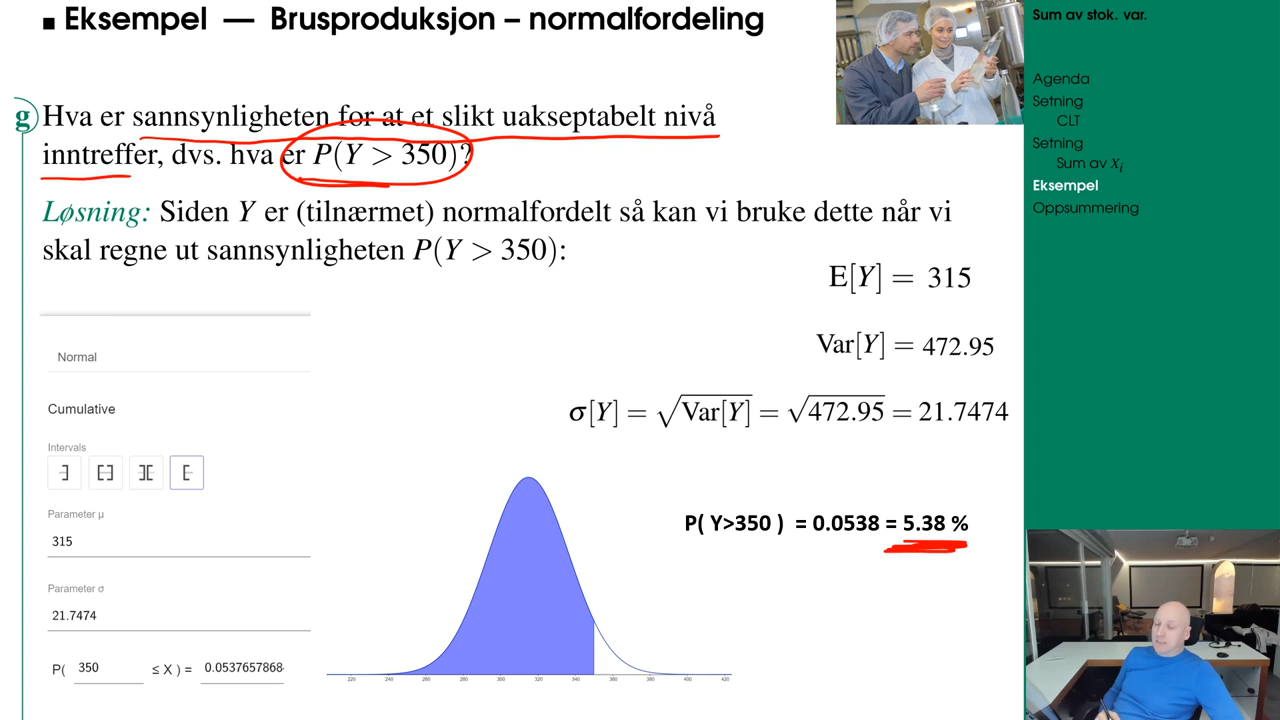 ■ Eksempel — Brusproduksjon – normalfordeling
g Hva er sannsynligheten for at et slikt uakseptabelt nivå
inntreffer, dvs. hva er P(Y > 350)?
Løsning: Siden Y er (tilnærmet) normalfordelt så kan vi bruke dette når vi
skal regne ut sannsynligheten P(Y > 350):
E[Y] = 315
Var[Y] = 472.95
σ[Y] = √Var[Y] = √472.95 = 21.7474
Normal
Cumulative
Intervals
Parameter μ
315
Parameter σ
21.7474
P( 350 ≤ X ) = 0.0537657868
P( Y>350 ) = 0.0538 = 5.38 %
220 240 260 280 300 320 340 360 380 400 420
Sum av stok. var.
Agenda
Setning
CLT
Setning
Sum av Xᵢ
Eksempel
Oppsummering